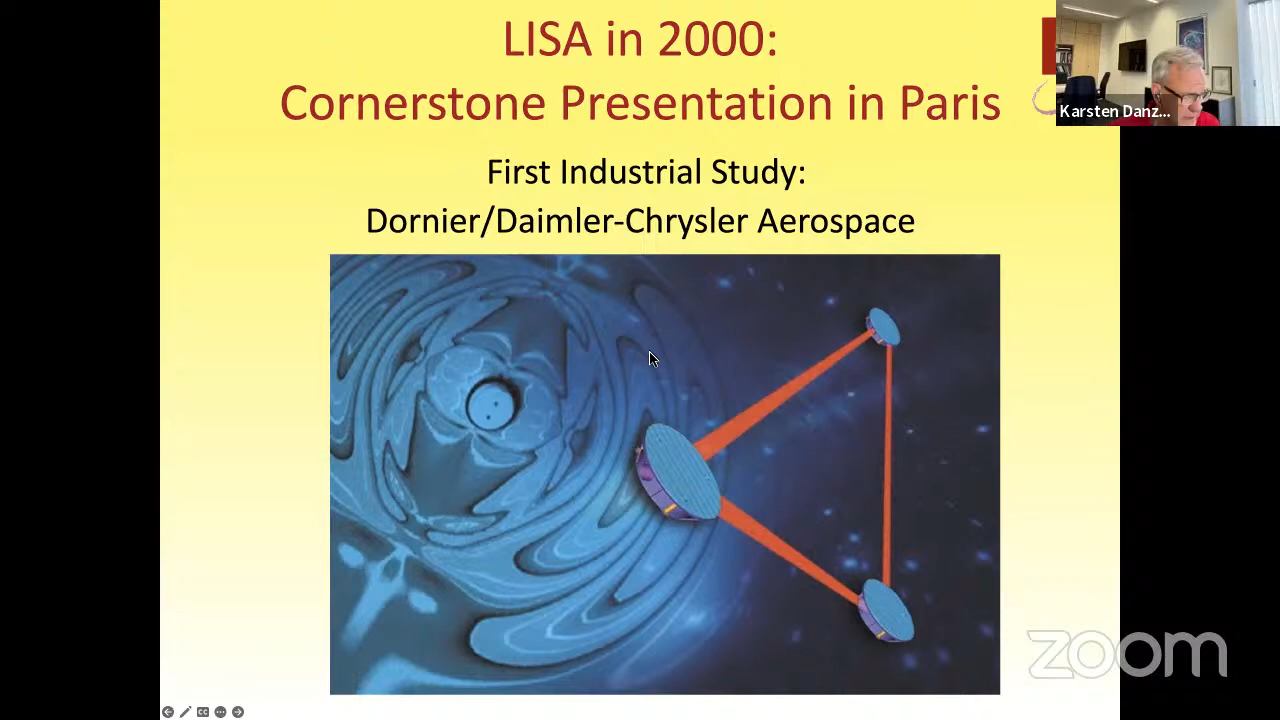 LISA in 2000:
Cornerstone Presentation in Paris
Karsten Danz...
First Industrial Study:
Dornier/Daimler-Chrysler Aerospace
zoom